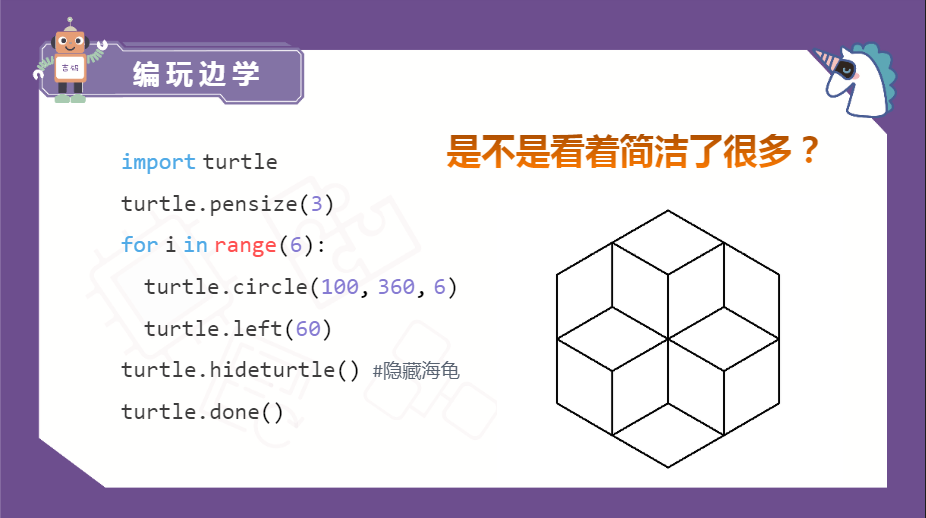 编玩边学
是不是看着简洁了很多？
import turtle
turtle.pensize(3)
for i in range(6):
turtle.circle(100, 360, 6)
turtle.left(60)
turtle.hideturtle() #隐藏海龟
turtle.done()